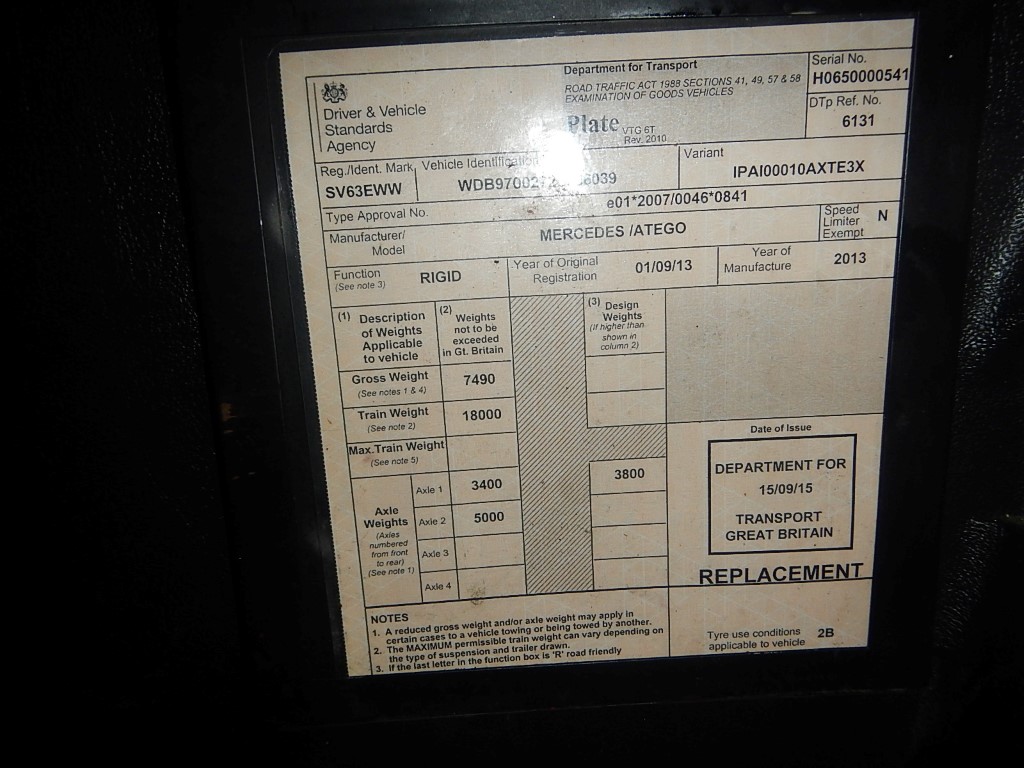 Driver & Vehicle
Standards
Agency
Department for Transport
ROAD TRAFFIC ACT 1988 SECTIONS 41, 49, 57 & 58
EXAMINATION OF GOODS VEHICLES
Plate VTG 6T
Rev. 2010
Serial No.
H0650000541
DTp Ref. No.
6131
Reg./Ident. Mark
SV63EWW
Vehicle
Variant
IPAI00010AXTE3X
Type Approval No.
e01*2007/0046*0841
Manufacturer/
Model
MERCEDES /ATEGO
Speed
Limiter
Exempt
N
Function
(See note 3)
RIGID
Year of Original
Registration
01/09/13
Year of
Manufacture
2013
(1) Description
of Weights
Applicable
to vehicle
(2) Weights
not to be
exceeded
in Gt. Britain
(3) Design
Weights
(If higher than
shown in
column 2)
Gross Weight
(See notes 1 & 4)
7490
Train Weight
(See note 2)
18000
Max.Train Weight
(See note 5)
Axle
Weights
(Axles
numbered
from front
to rear)
(See note 1)
Axle 1 3400 3800
Axle 2 5000
Axle 3
Axle 4
Date of Issue
DEPARTMENT FOR
15/09/15
TRANSPORT
GREAT BRITAIN
REPLACEMENT
NOTES
1. A reduced gross weight and/or axle weight may apply in
certain cases to a vehicle towing or being towed by another.
2. The MAXIMUM permissible train weight can vary depending on
the type of suspension and trailer drawn.
3. If the last letter in the function box is 'R' road friendly
Tyre use conditions
applicable to vehicle
2B